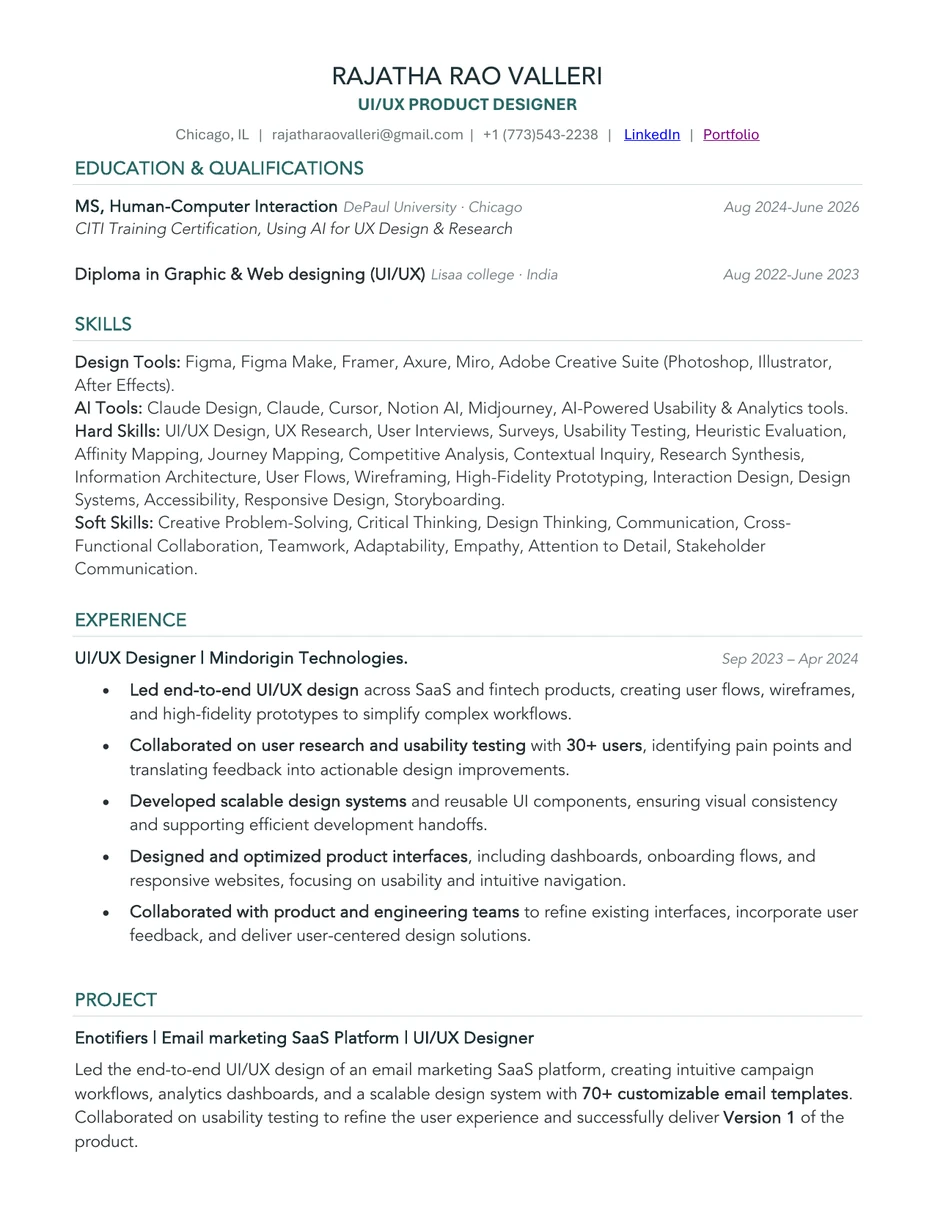 RAJATHA RAO VALLERI
UI/UX PRODUCT DESIGNER
Chicago, IL | rajatharaovalleri@gmail.com | +1 (773)543-2238 | LinkedIn | Portfolio
EDUCATION & QUALIFICATIONS
MS, Human-Computer Interaction DePaul University · Chicago Aug 2024-June 2026
CITI Training Certification, Using AI for UX Design & Research
Diploma in Graphic & Web designing (UI/UX) Lisaa college · India Aug 2022-June 2023
SKILLS
Design Tools: Figma, Figma Make, Framer, Axure, Miro, Adobe Creative Suite (Photoshop, Illustrator,
After Effects).
AI Tools: Claude Design, Claude, Cursor, Notion AI, Midjourney, AI-Powered Usability & Analytics tools.
Hard Skills: UI/UX Design, UX Research, User Interviews, Surveys, Usability Testing, Heuristic Evaluation,
Affinity Mapping, Journey Mapping, Competitive Analysis, Contextual Inquiry, Research Synthesis,
Information Architecture, User Flows, Wireframing, High-Fidelity Prototyping, Interaction Design, Design
Systems, Accessibility, Responsive Design, Storyboarding.
Soft Skills: Creative Problem-Solving, Critical Thinking, Design Thinking, Communication, Cross-
Functional Collaboration, Teamwork, Adaptability, Empathy, Attention to Detail, Stakeholder
Communication.
EXPERIENCE
UI/UX Designer | Mindorigin Technologies. Sep 2023 – Apr 2024
• Led end-to-end UI/UX design across SaaS and fintech products, creating user flows, wireframes,
and high-fidelity prototypes to simplify complex workflows.
• Collaborated on user research and usability testing with 30+ users, identifying pain points and
translating feedback into actionable design improvements.
• Developed scalable design systems and reusable UI components, ensuring visual consistency
and supporting efficient development handoffs.
• Designed and optimized product interfaces, including dashboards, onboarding flows, and
responsive websites, focusing on usability and intuitive navigation.
• Collaborated with product and engineering teams to refine existing interfaces, incorporate user
feedback, and deliver user-centered design solutions.
PROJECT
Enotifiers | Email marketing SaaS Platform | UI/UX Designer
Led the end-to-end UI/UX design of an email marketing SaaS platform, creating intuitive campaign
workflows, analytics dashboards, and a scalable design system with 70+ customizable email templates.
Collaborated on usability testing to refine the user experience and successfully deliver Version 1 of the
product.